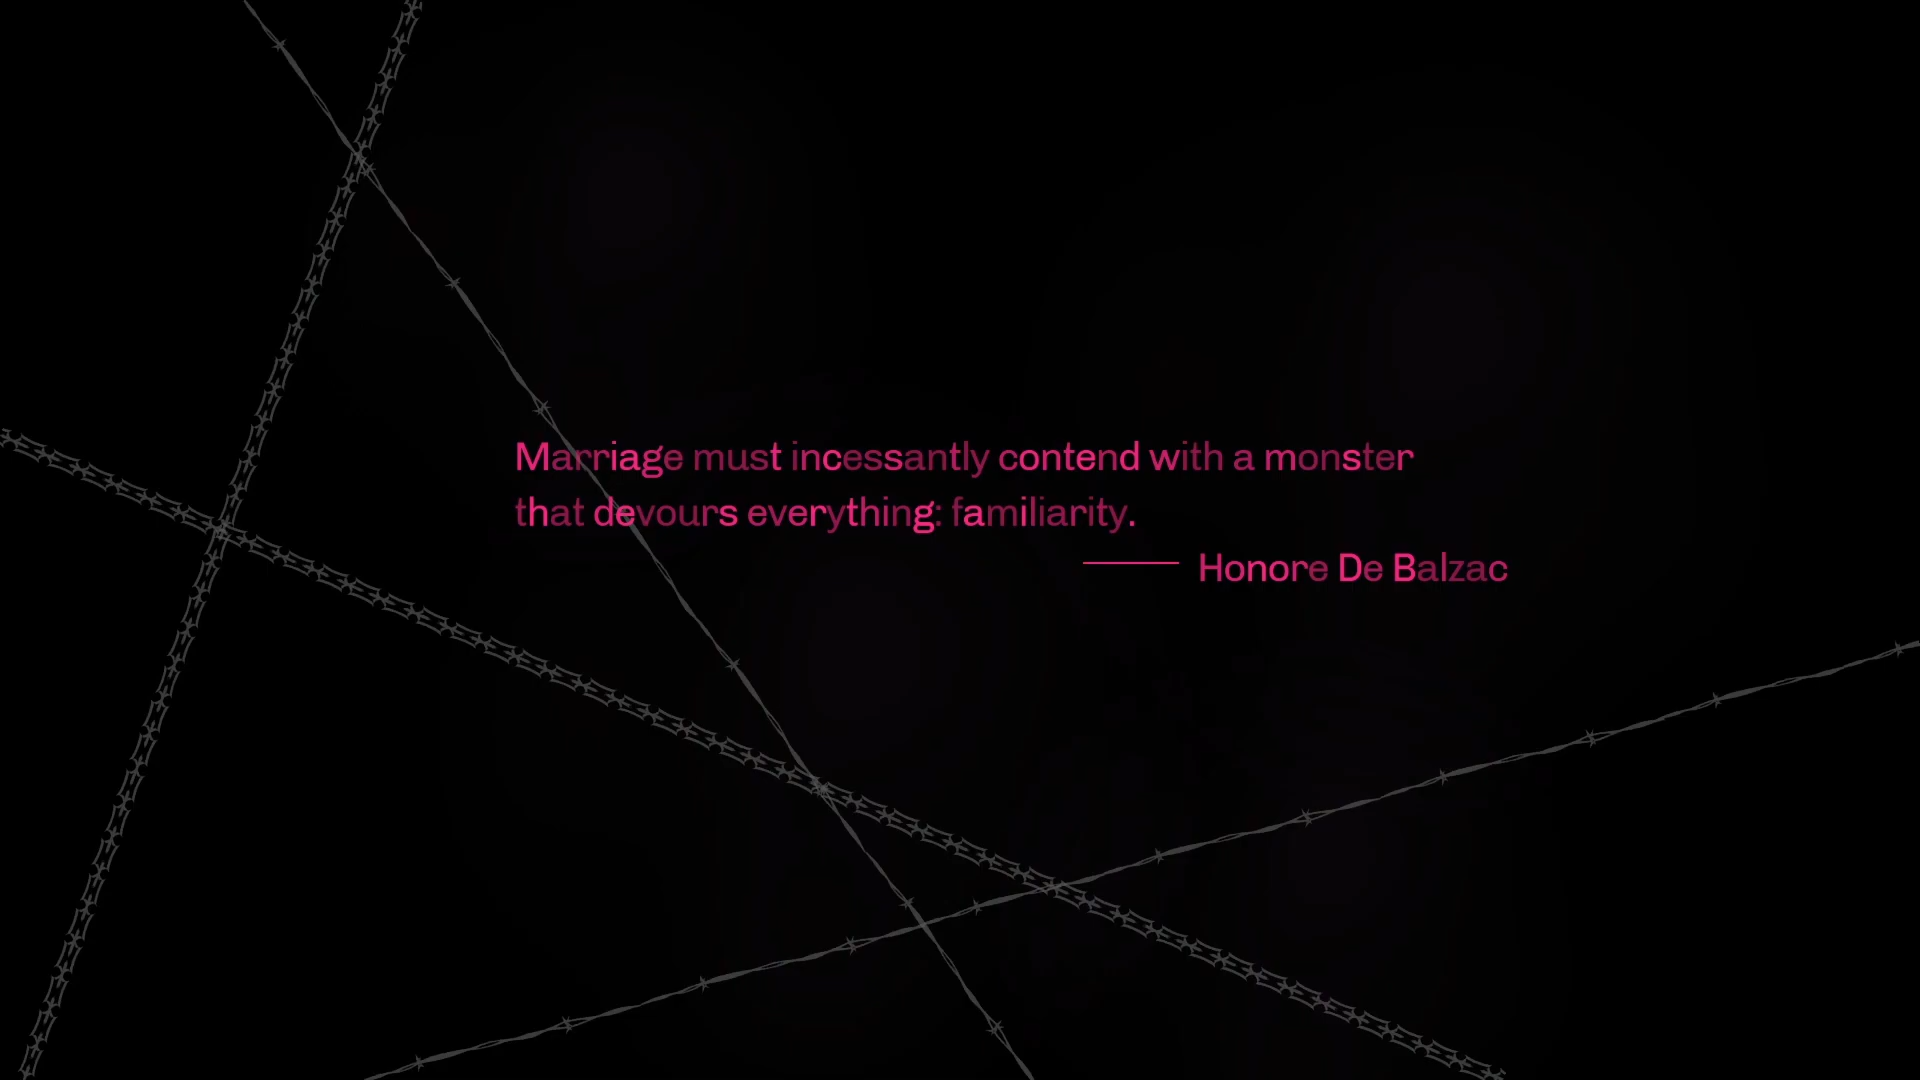 Marriage must incessantly contend with a monster
that devours everything: familiarity.
Honore De Balzac